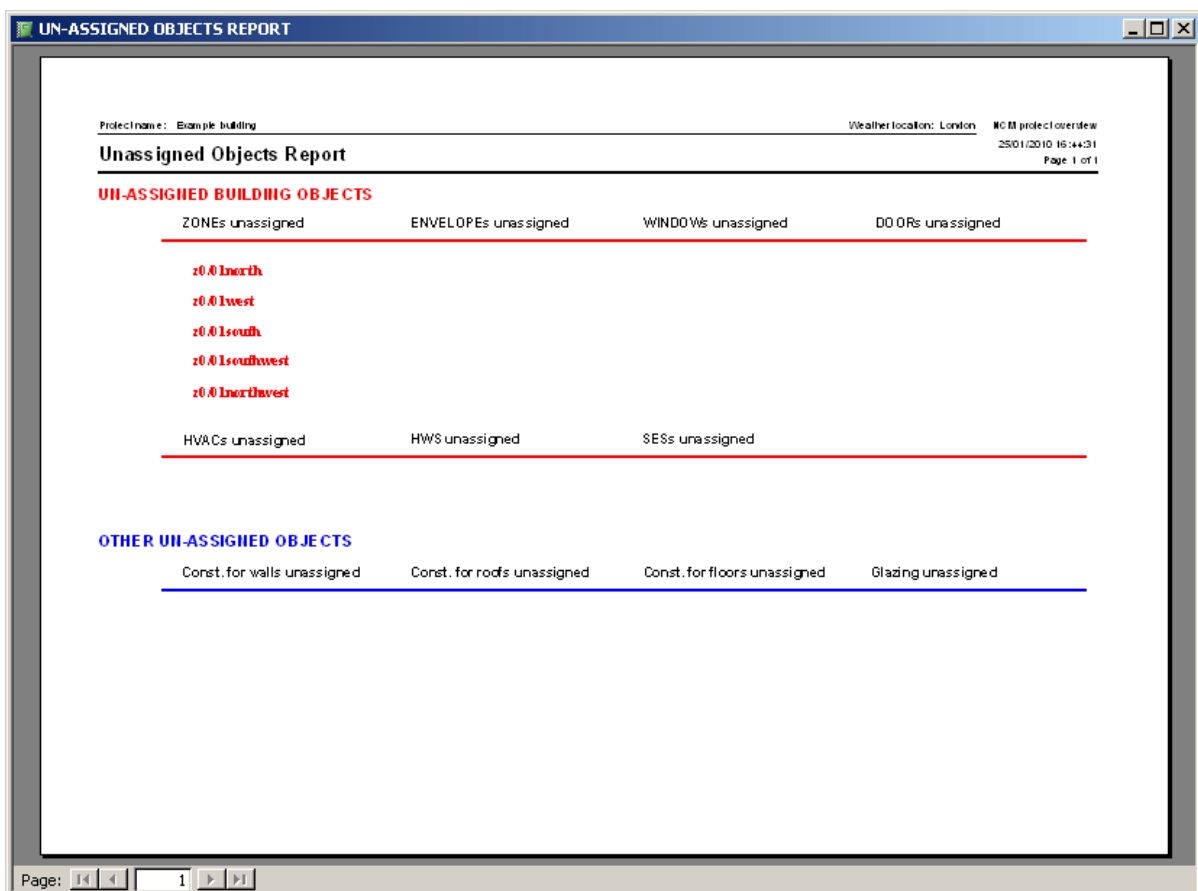 UN-ASSIGNED OBJECTS REPORT
Project name: Example building Weather location: London NCM project overview
25/01/2010 16:44:31
Unassigned Objects Report
Page 1 of 1
UN-ASSIGNED BUILDING OBJECTS
ZONEs unassigned ENVELOPEs unassigned WINDOWs unassigned DOORs unassigned
z0/01north
z0/01west
z0/01south
z0/01southwest
z0/01northwest
HVACs unassigned HWS unassigned SESs unassigned
OTHER UN-ASSIGNED OBJECTS
Const. for walls unassigned Const. for roofs unassigned Const. for floors unassigned Glazing unassigned
Page: 1